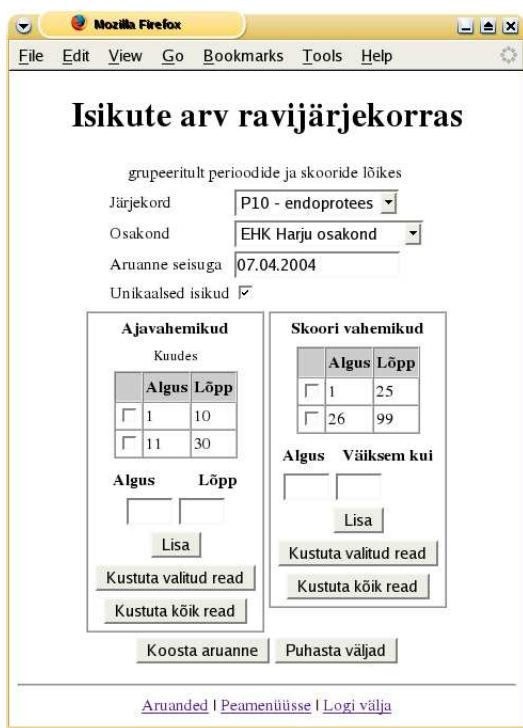 Mozilla Firefox
File Edit View Go Bookmarks Tools Help
Isikute arv ravijärjekorras
grupeeritult perioodide ja skooride lõikes
Järjekord P10 - endoprotees
Osakond EHK Harju osakond
Aruanne seisuga 07.04.2004
Unikaalsed isikud
Ajavahemikud
Kuudes
Algus Lõpp
1 10
11 30
Algus Lõpp
Lisa
Kustuta valitud read
Kustuta kõik read
Skoori vahemikud
Algus Lõpp
1 25
26 99
Algus Väiksem kui
Lisa
Kustuta valitud read
Kustuta kõik read
Koosta aruanne Puhasta väljad
Aruanded | Peamenüüsse | Logi välja